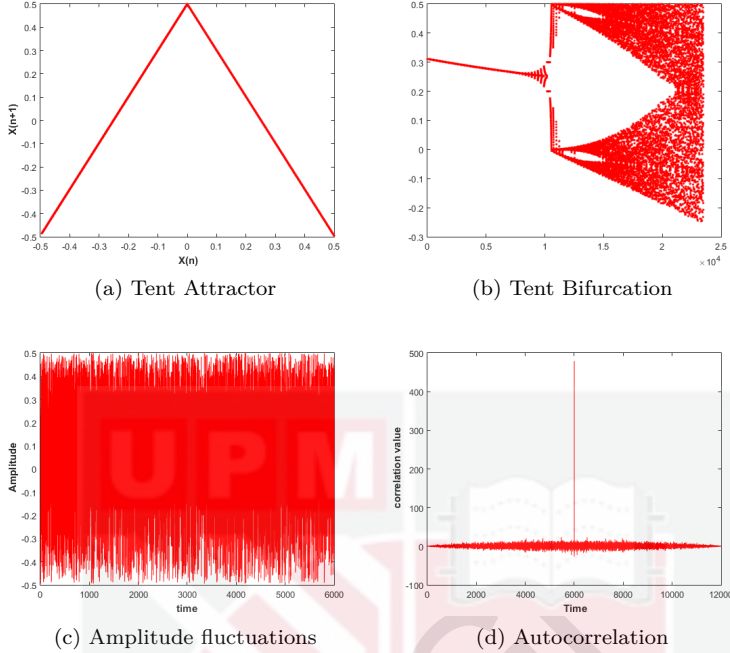 0.5
0.4
0.3
0.2
0.1
0
-0.1
-0.2
-0.3
-0.4
-0.5
X(n+1)
-0.5 -0.4 -0.3 -0.2 -0.1 0 0.1 0.2 0.3 0.4 0.5
X(n)
(a) Tent Attractor
0.5
0.4
0.3
0.2
0.1
0
-0.1
-0.2
-0.3
0 0.5 1 1.5 2 2.5
×10⁴
(b) Tent Bifurcation
0.5
0.4
0.3
0.2
0.1
0
-0.1
-0.2
-0.3
-0.4
-0.5
Amplitude
0 1000 2000 3000 4000 5000 6000
time
UPM
(c) Amplitude fluctuations
500
400
300
200
100
0
-100
correlation value
0 2000 4000 6000 8000 10000 12000
Time
(d) Autocorrelation